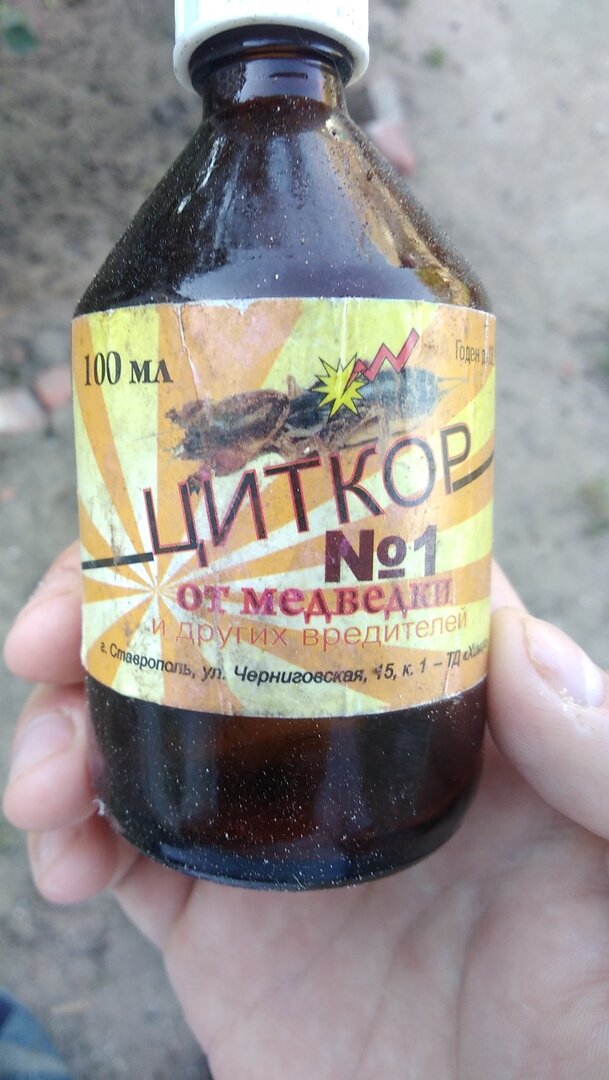 100 мл
Годен д
ЦИТКОР
№1
от медведки
и других вредителей
г. Ставрополь, ул. Черниговская, 15, к. 1 – ТД